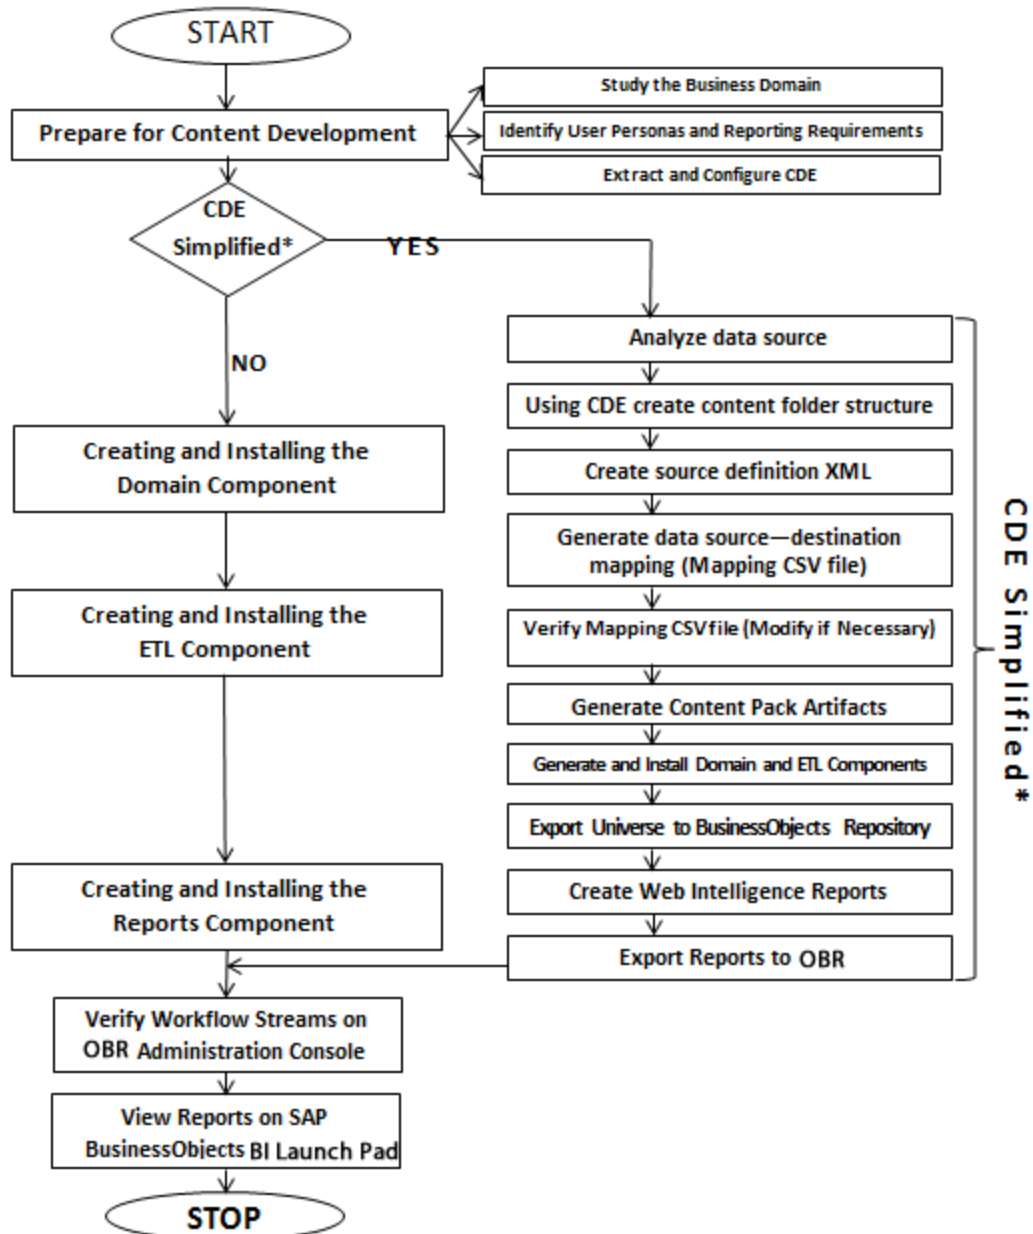 START
Prepare for Content Development
Study the Business Domain
Identify User Personas and Reporting Requirements
Extract and Configure CDE
CDE
Simplified*
YES
NO
Creating and Installing the
Domain Component
Creating and Installing the
ETL Component
Creating and Installing the
Reports Component
Analyze data source
Using CDE create content folder structure
Create source definition XML
Generate data source—destination
mapping (Mapping CSV file)
Verify Mapping CSV file (Modify if Necessary)
Generate Content Pack Artifacts
Generate and Install Domain and ETL Components
Export Universe to BusinessObjects Repository
Create Web Intelligence Reports
Export Reports to OBR
CDE Simplified*
Verify Workflow Streams on
OBR Administration Console
View Reports on SAP
BusinessObjects BI Launch Pad
STOP